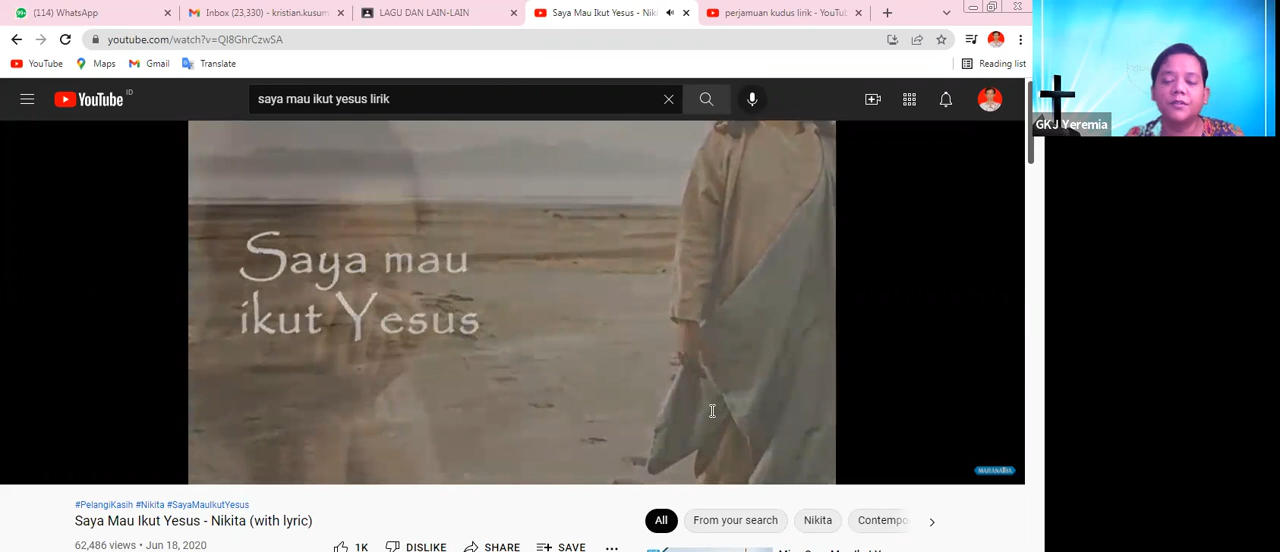 (114) WhatsApp
Inbox (23,330) - kristian.kusum
LAGU DAN LAIN-LAIN
Saya Mau Ikut Yesus - Niki
perjamuan kudus lirik - YouTub
youtube.com/watch?v=QI8GhrCzwSA
YouTube
Maps
Gmail
Translate
Reading list
YouTube ID
saya mau ikut yesus lirik
GKJ Yeremia
Saya mau
ikut Yesus
MARANATHA
#PelangiKasih #Nikita #SayaMauIkutYesus
Saya Mau Ikut Yesus - Nikita (with lyric)
62,486 views • Jun 18, 2020
1K
DISLIKE
SHARE
SAVE
All
From your search
Nikita
Contempo